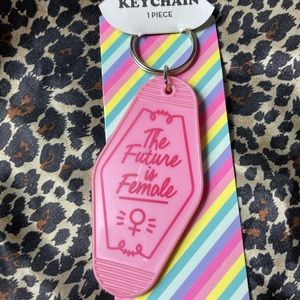 KEYCHAIN
1 PIECE
The
Future
is
Female